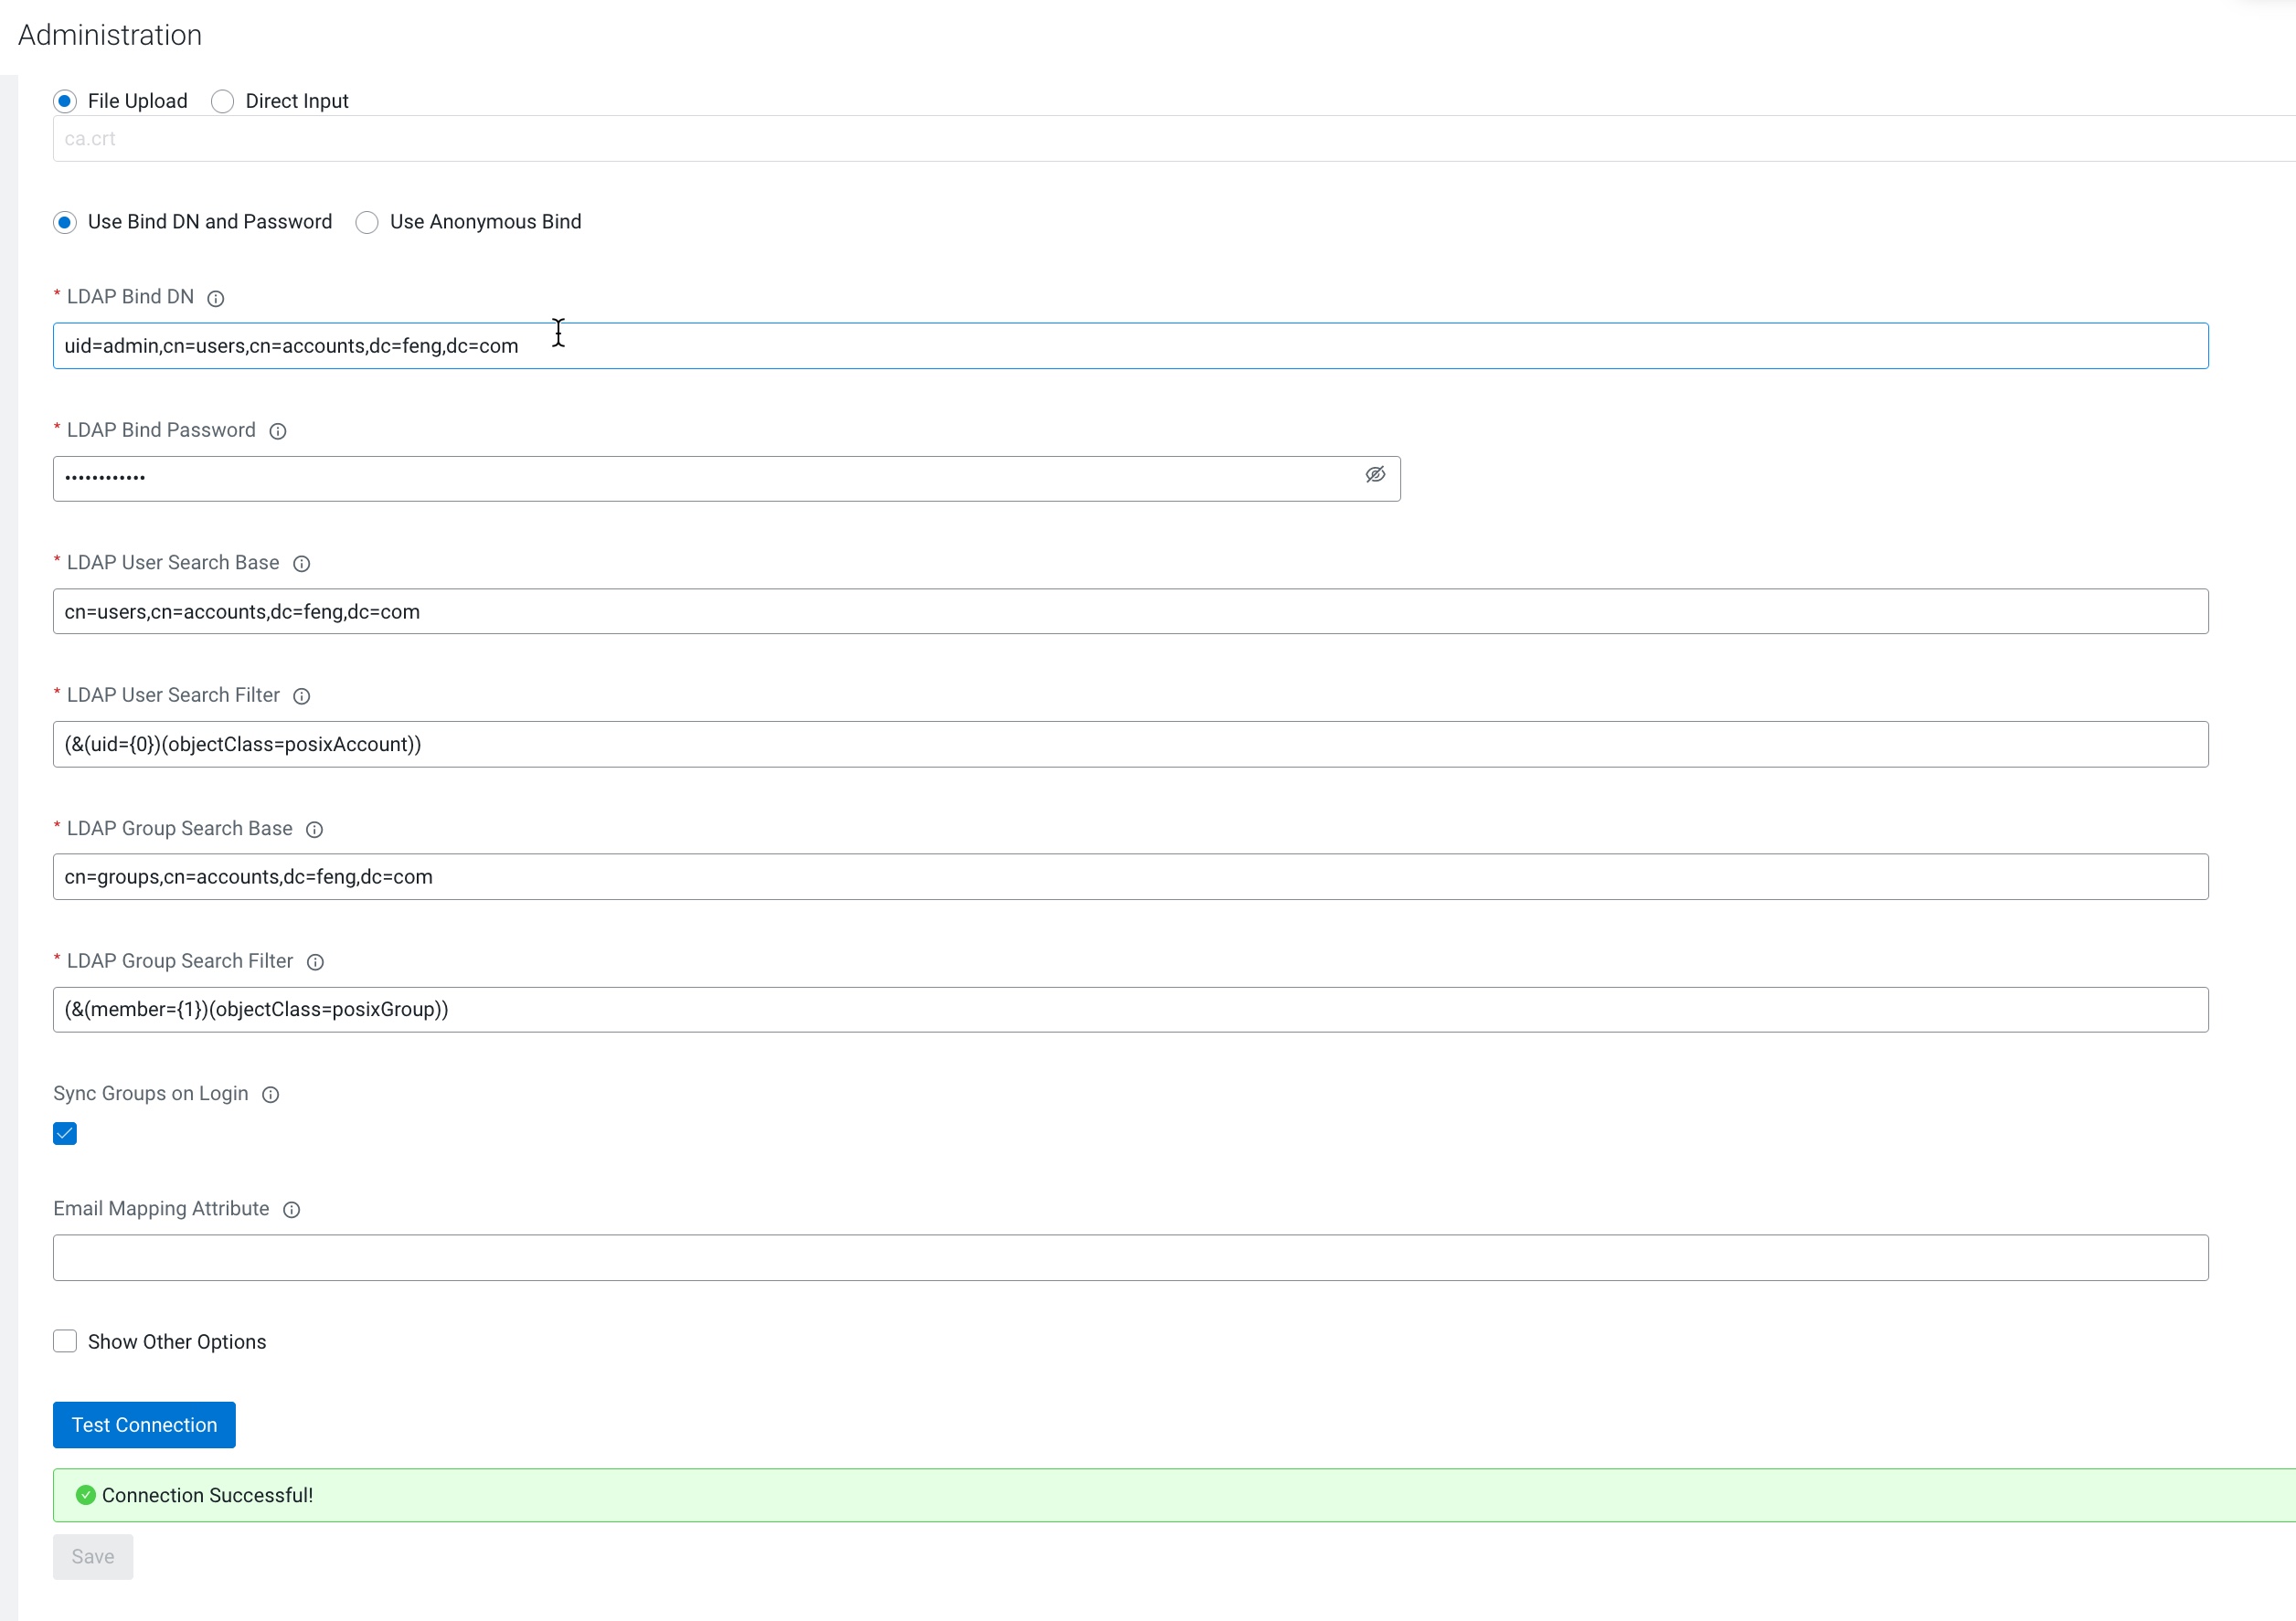 Administration
File Upload Direct Input
ca.crt
Use Bind DN and Password Use Anonymous Bind
* LDAP Bind DN
uid=admin,cn=users,cn=accounts,dc=feng,dc=com
* LDAP Bind Password
••••••••••••
* LDAP User Search Base
cn=users,cn=accounts,dc=feng,dc=com
* LDAP User Search Filter
(&(uid={0})(objectClass=posixAccount))
* LDAP Group Search Base
cn=groups,cn=accounts,dc=feng,dc=com
* LDAP Group Search Filter
(&(member={1})(objectClass=posixGroup))
Sync Groups on Login
Email Mapping Attribute
Show Other Options
Test Connection
Connection Successful!
Save